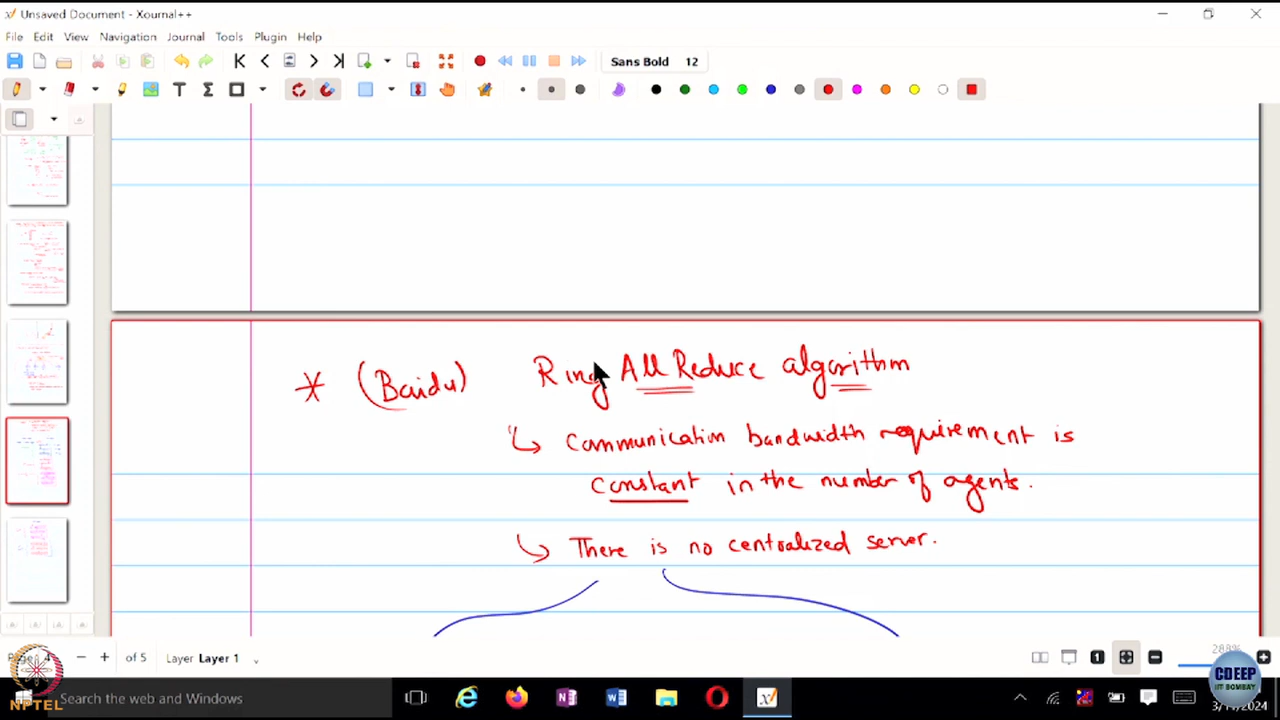 Unsaved Document - Xournal++
File Edit View Navigation Journal Tools Plugin Help
Sans Bold 12
* (Baidu) Ring All Reduce algorithm
↳ Communication bandwidth requirement is
constant in the number of agents.
↳ There is no centralized server.
of 5 Layer Layer 1
288%
Search the web and Windows
NPTEL
CDEEP
IIT BOMBAY